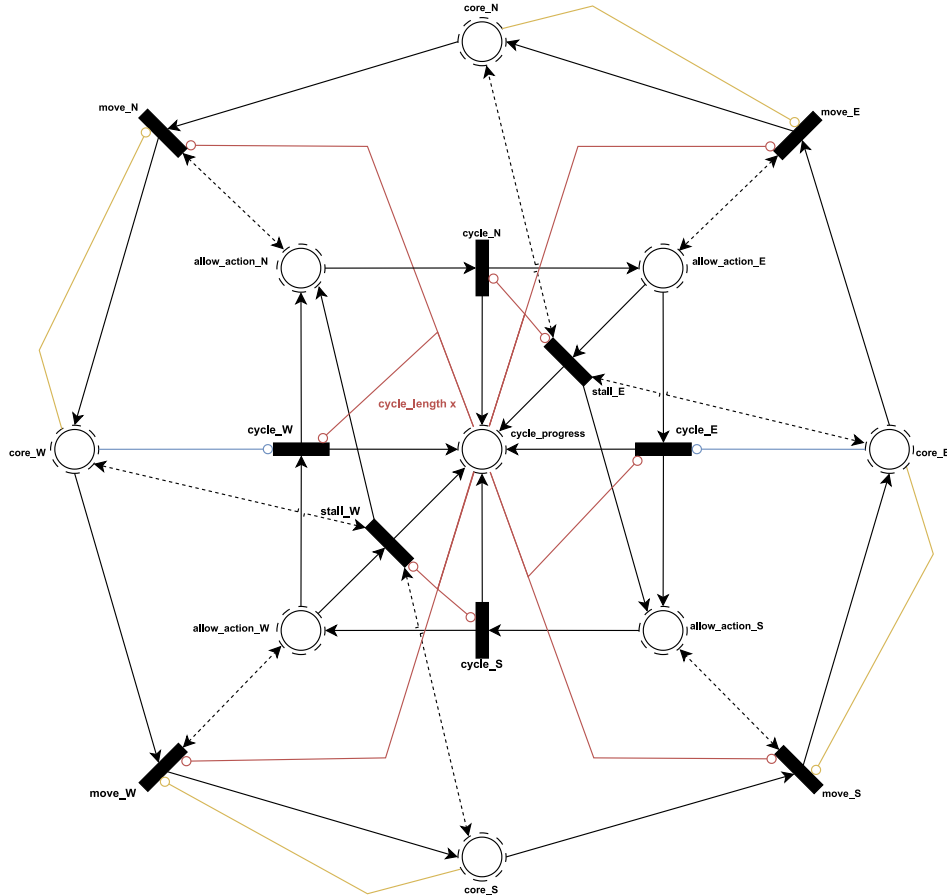 core_N
move_N
move_E
cycle_N
allow_action_N
allow_action_E
stall_E
cycle_length x
cycle_W
cycle_progress
cycle_E
core_W
core_E
stall_W
allow_action_W
allow_action_S
cycle_S
move_W
move_S
core_S